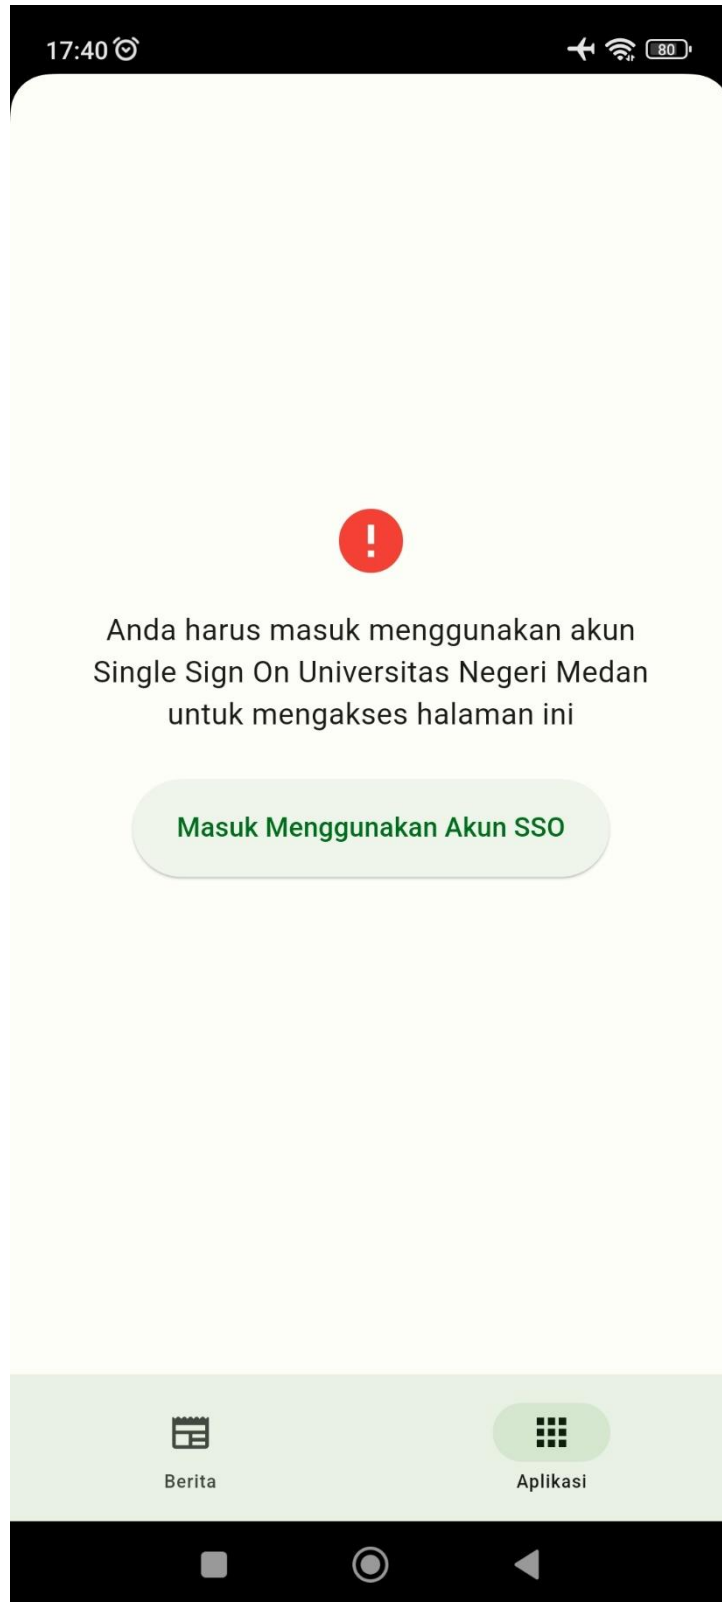 17:40
80
Anda harus masuk menggunakan akun
Single Sign On Universitas Negeri Medan
untuk mengakses halaman ini
Masuk Menggunakan Akun SSO
Berita
Aplikasi